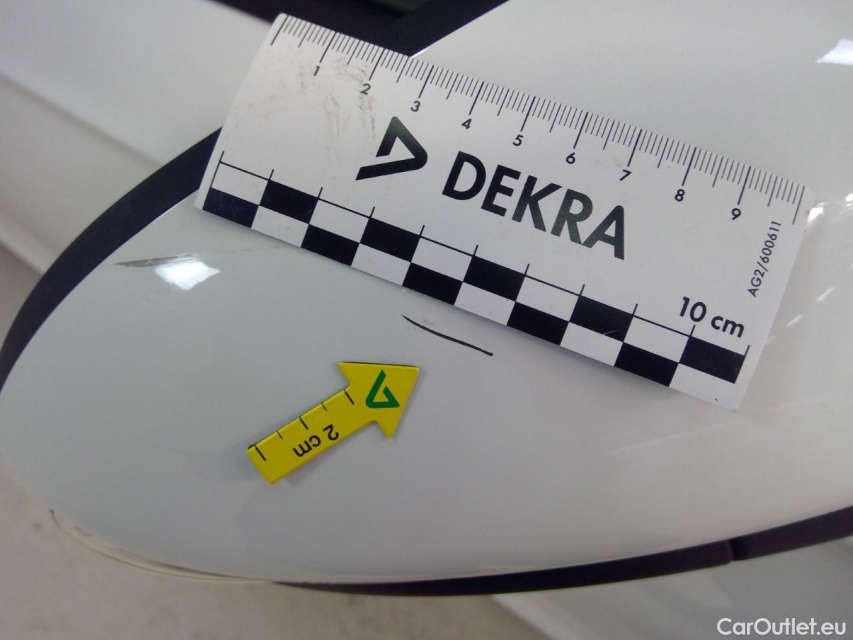 1 2 3 4 5 6 7 8 9
DEKRA
10 cm
AG2/600611
2 cm
CarOutlet.eu